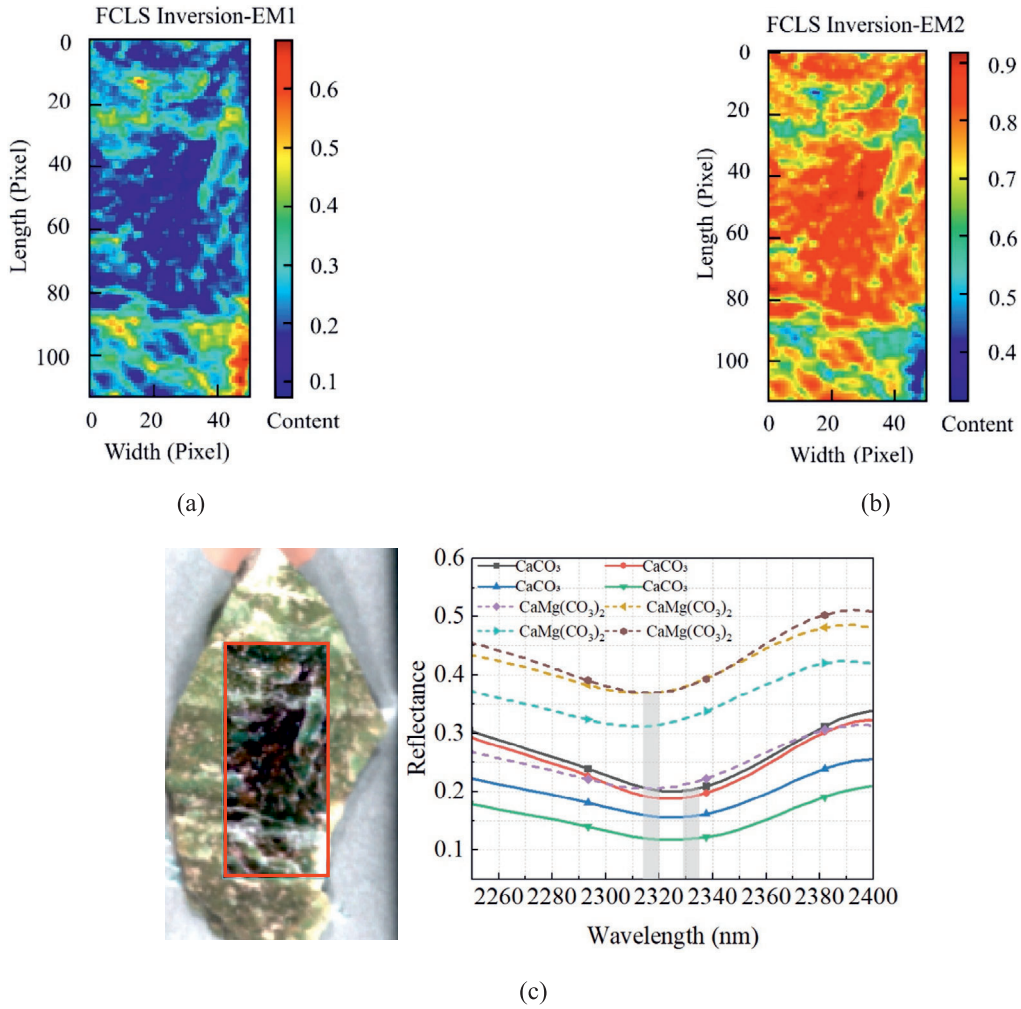 FCLS Inversion-EM1
0
20
40
60
80
100
Length (Pixel)
0 20 40
Width (Pixel)
0.6
0.5
0.4
0.3
0.2
0.1
Content
(a)
FCLS Inversion-EM2
0
20
40
60
80
100
Length (Pixel)
0 20 40
Width (Pixel)
0.9
0.8
0.7
0.6
0.5
0.4
Content
(b)
0.6
0.5
0.4
0.3
0.2
0.1
Reflectance
CaCO₃ CaCO₃
CaCO₃ CaCO₃
CaMg(CO₃)₂ CaMg(CO₃)₂
CaMg(CO₃)₂ CaMg(CO₃)₂
2260 2280 2300 2320 2340 2360 2380 2400
Wavelength (nm)
(c)